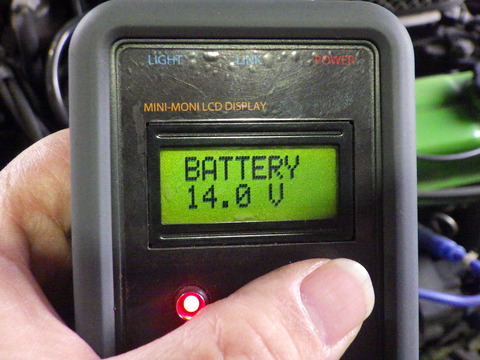 LIGHT LINK POWER
MINI-MONI LCD DISPLAY
BATTERY
14.0 V